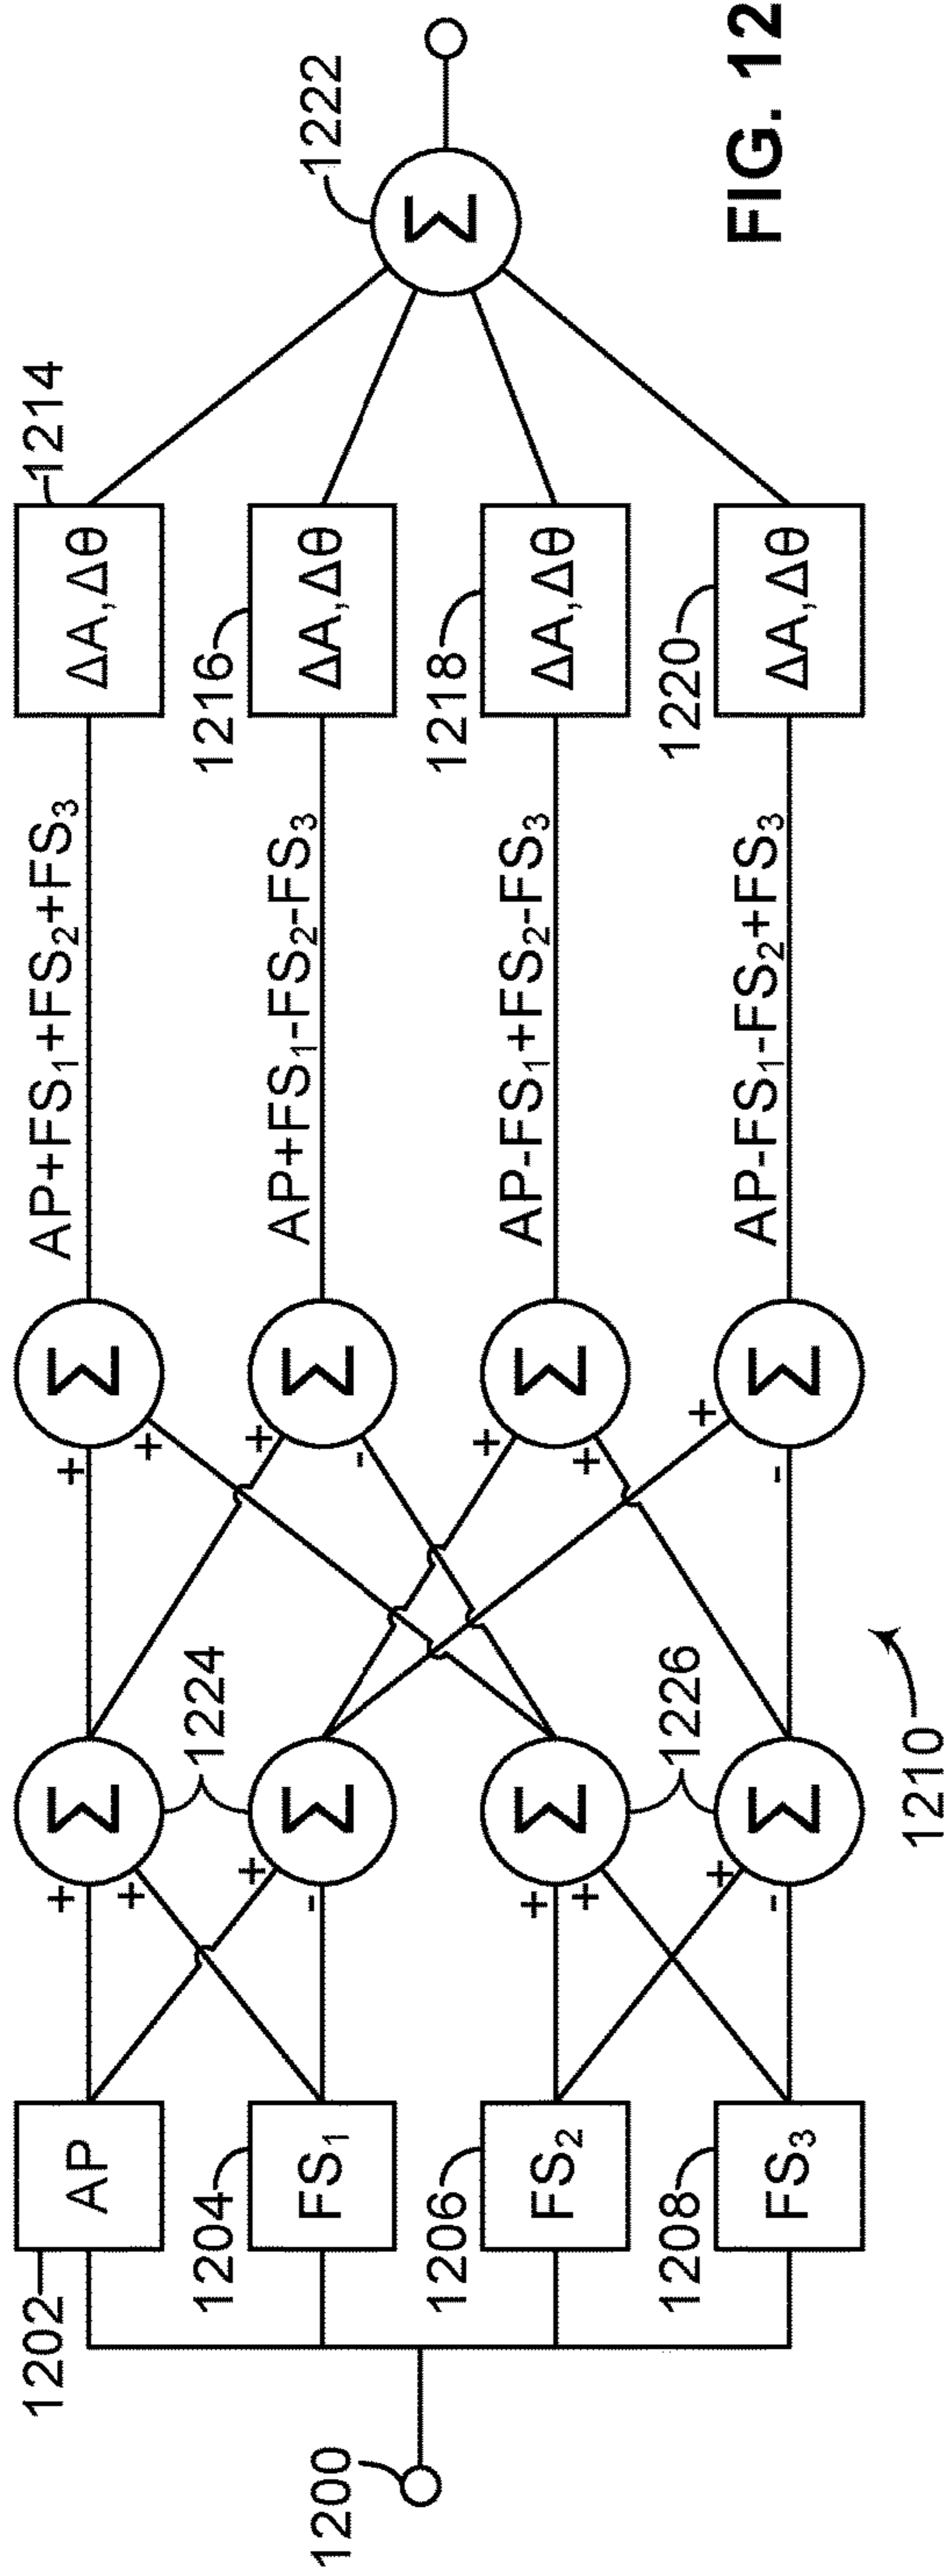 1200
1202
AP
1204
FS₁
1206
FS₂
1208
FS₃
+
+
Σ
+
-
Σ
1224
+
+
Σ
+
-
Σ
1226
1210
+
+
Σ
+
-
Σ
+
+
Σ
+
-
Σ
AP+FS₁+FS₂+FS₃
AP+FS₁-FS₂-FS₃
AP-FS₁+FS₂-FS₃
AP-FS₁-FS₂+FS₃
1214
ΔA,Δθ
1216
ΔA,Δθ
1218
ΔA,Δθ
1220
ΔA,Δθ
Σ
1222
FIG. 12